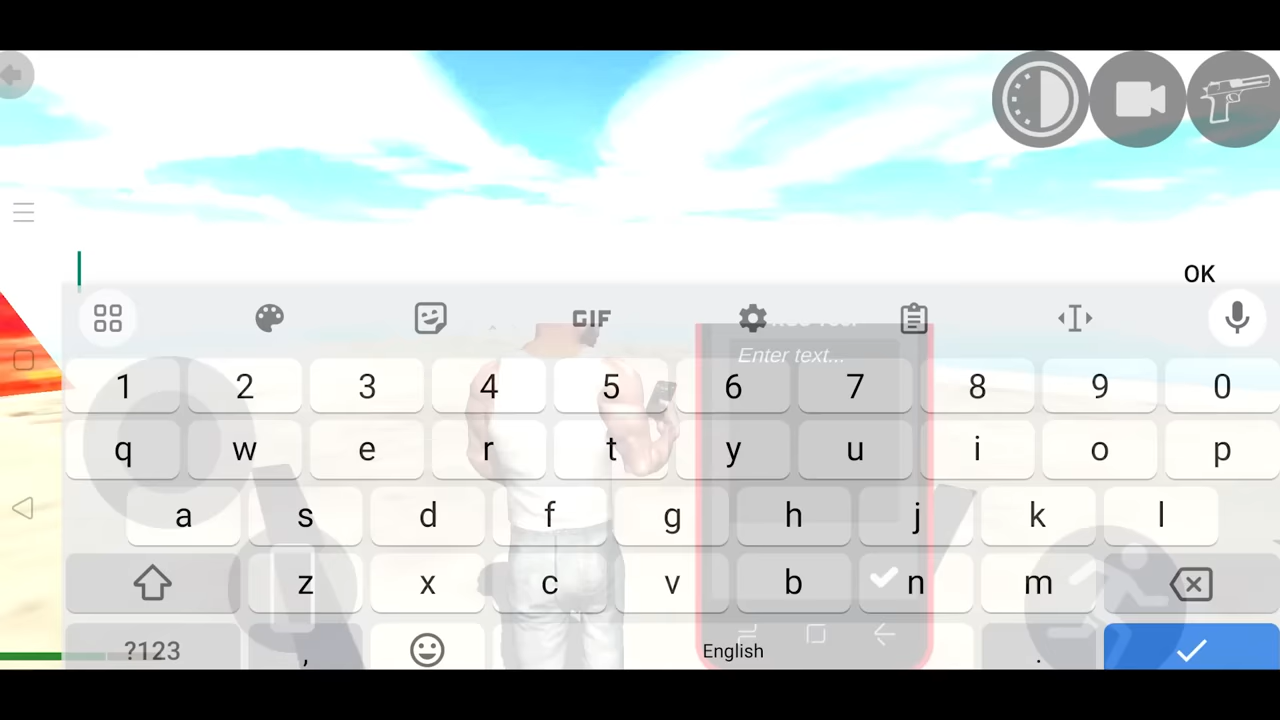 OK
GIF
Enter text...
1 2 3 4 5 6 7 8 9 0
q w e r t y u i o p
a s d f g h j k l
z x c v b n m
?123 , English .